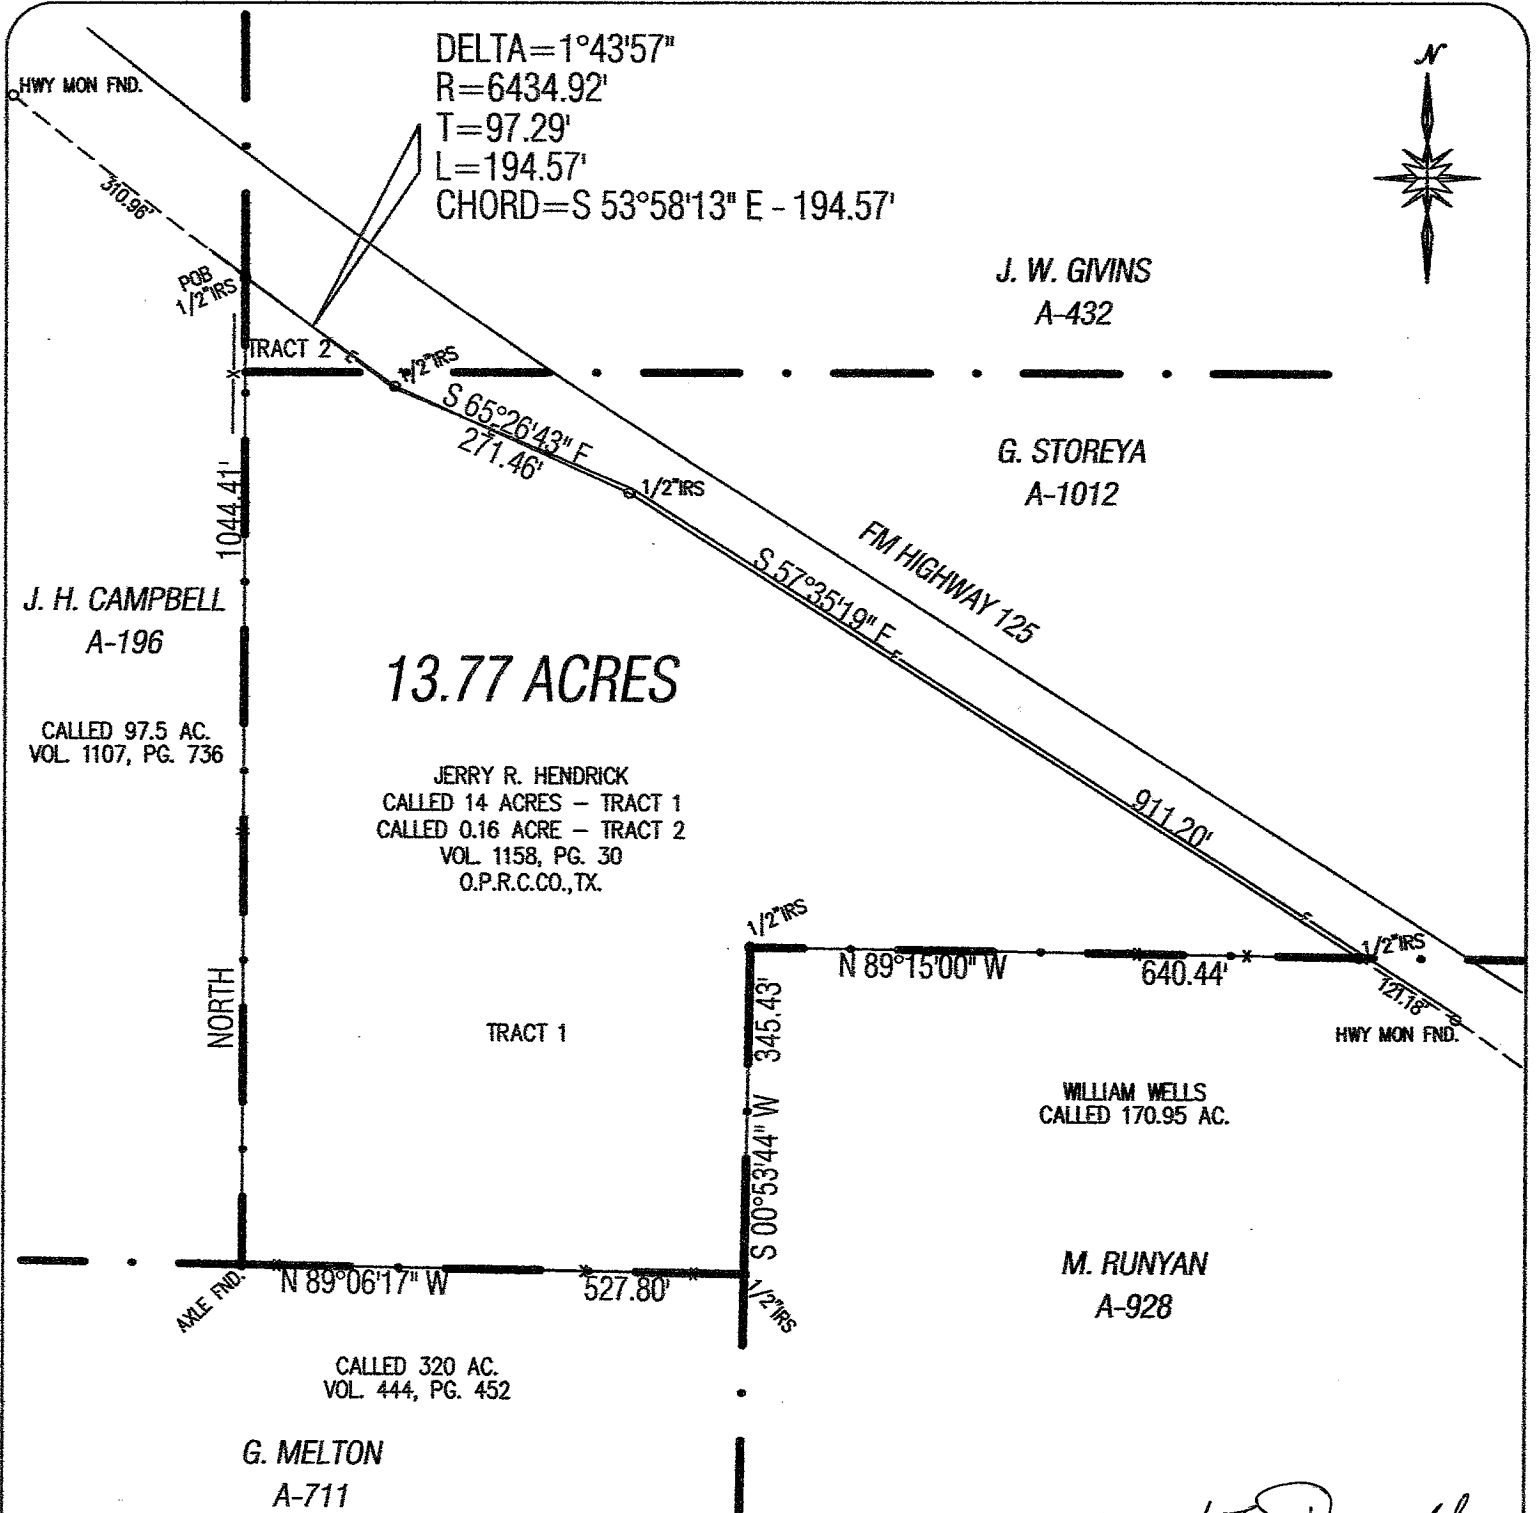 DELTA=1°43'57"
R=6434.92'
T=97.29'
L=194.57'
CHORD=S 53°58'13" E - 194.57'
N
HWY MON FND.
310.96'
POB
1/2"IRS
J. W. GIVINS
A-432
TRACT 2
1/2"IRS
S 65°26'43" E
271.46'
1/2"IRS
G. STOREYA
A-1012
FM HIGHWAY 125
S 57°35'19" E
911.20'
1044.41'
NORTH
J. H. CAMPBELL
A-196
CALLED 97.5 AC.
VOL. 1107, PG. 736
13.77 ACRES
JERRY R. HENDRICK
CALLED 14 ACRES - TRACT 1
CALLED 0.16 ACRE - TRACT 2
VOL. 1158, PG. 30
O.P.R.C.CO.,TX.
1/2"IRS
N 89°15'00" W
640.44'
1/2"IRS
121.18'
HWY MON FND.
345.43'
S 00°53'44" W
TRACT 1
WILLIAM WELLS
CALLED 170.95 AC.
M. RUNYAN
A-928
AXLE FND.
N 89°06'17" W
527.80'
1/2"IRS
CALLED 320 AC.
VOL. 444, PG. 452
G. MELTON
A-711